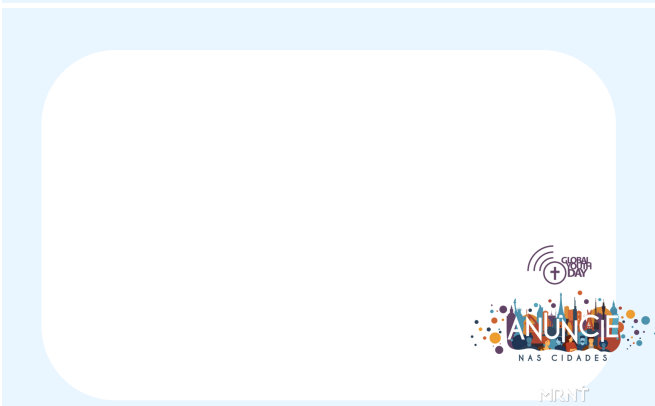 GLOBAL
YOUTH
DAY
ANUNCIE
NAS CIDADES
MRNT